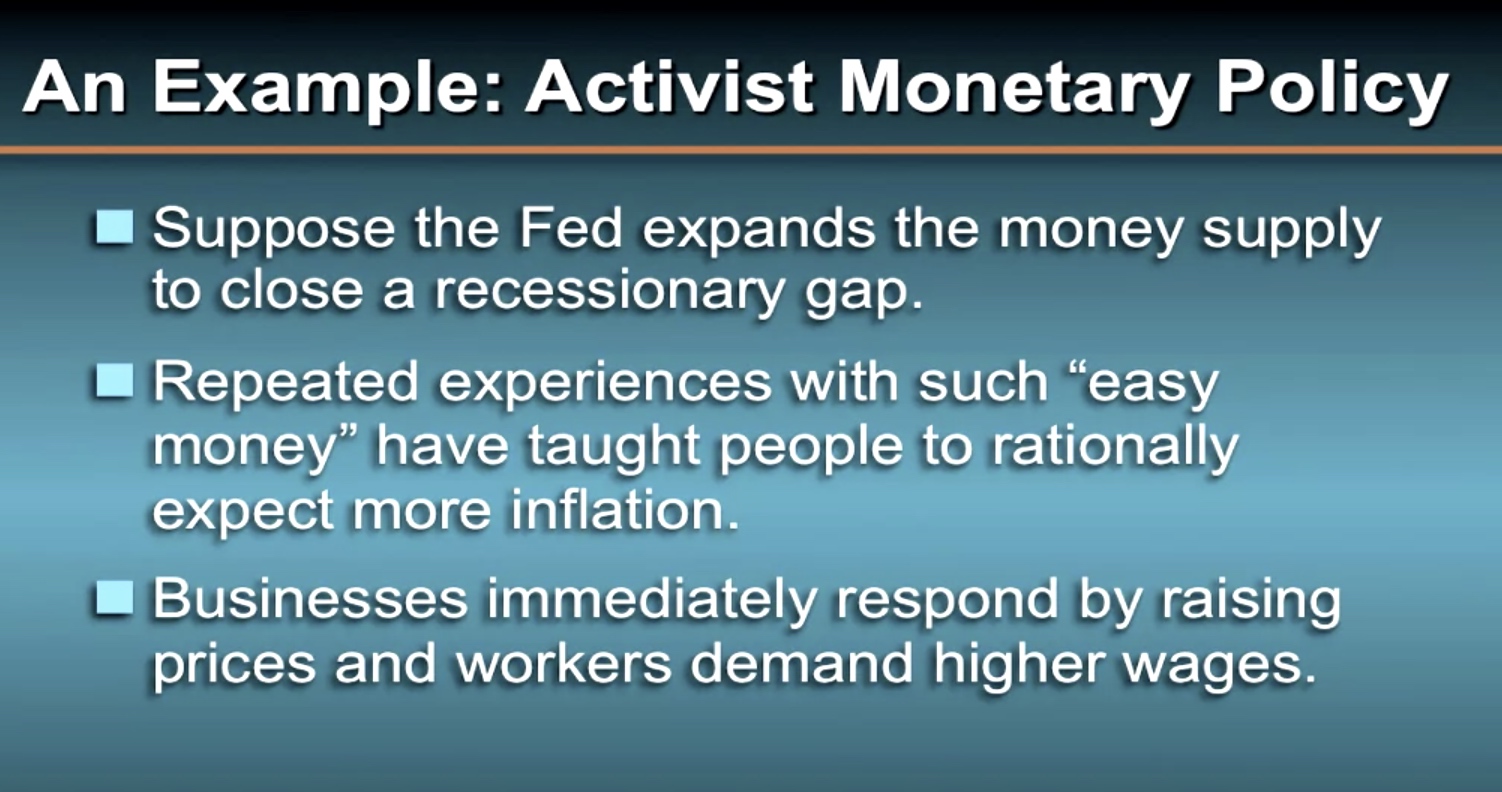 An Example: Activist Monetary Policy
Suppose the Fed expands the money supply
to close a recessionary gap.
Repeated experiences with such “easy
money” have taught people to rationally
expect more inflation.
Businesses immediately respond by raising
prices and workers demand higher wages.